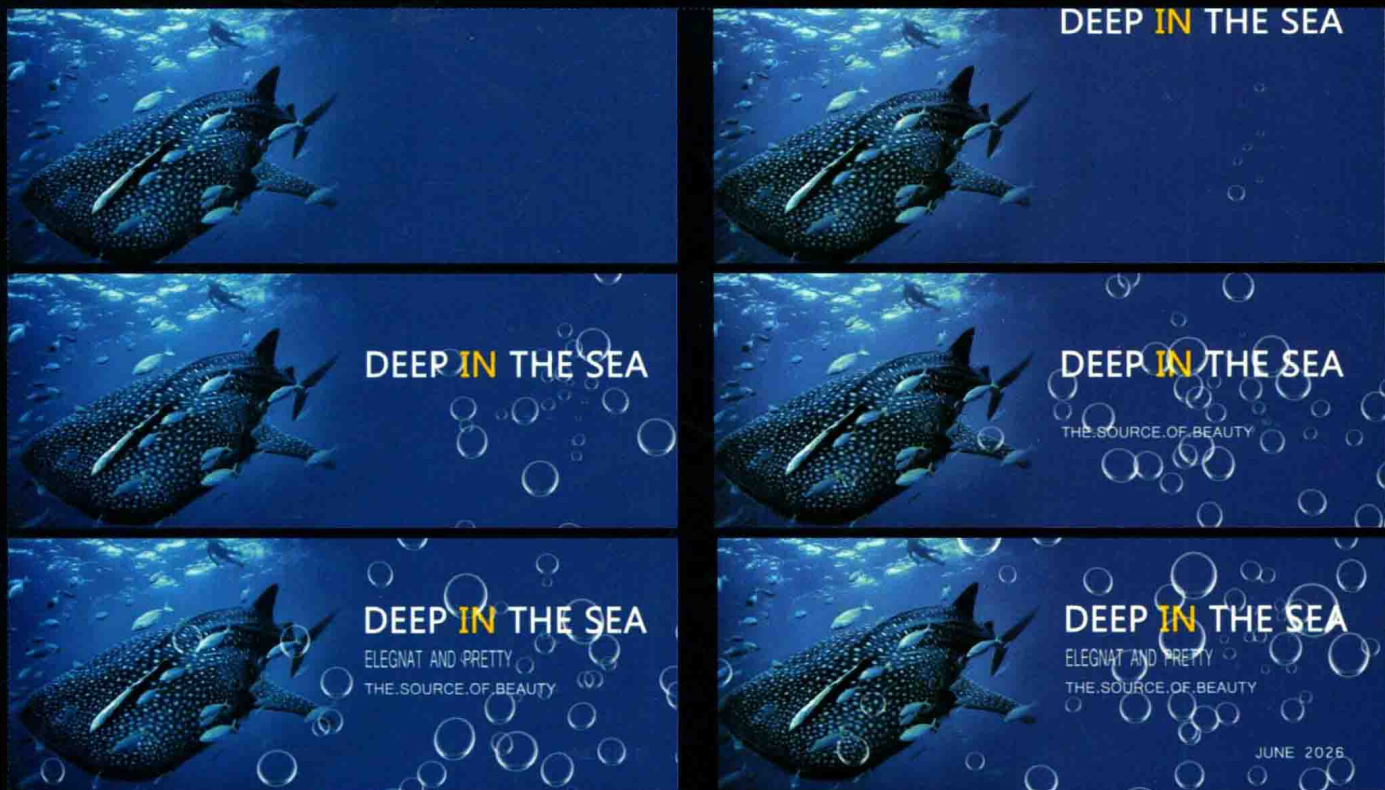 DEEP IN THE SEA
DEEP IN THE SEA
DEEP IN THE SEA
THE.SOURCE.OF.BEAUTY
DEEP IN THE SEA
ELEGNAT AND PRETTY
THE.SOURCE.OF.BEAUTY
DEEP IN THE SEA
ELEGNAT AND PRETTY
THE.SOURCE.OF.BEAUTY
JUNE 2026